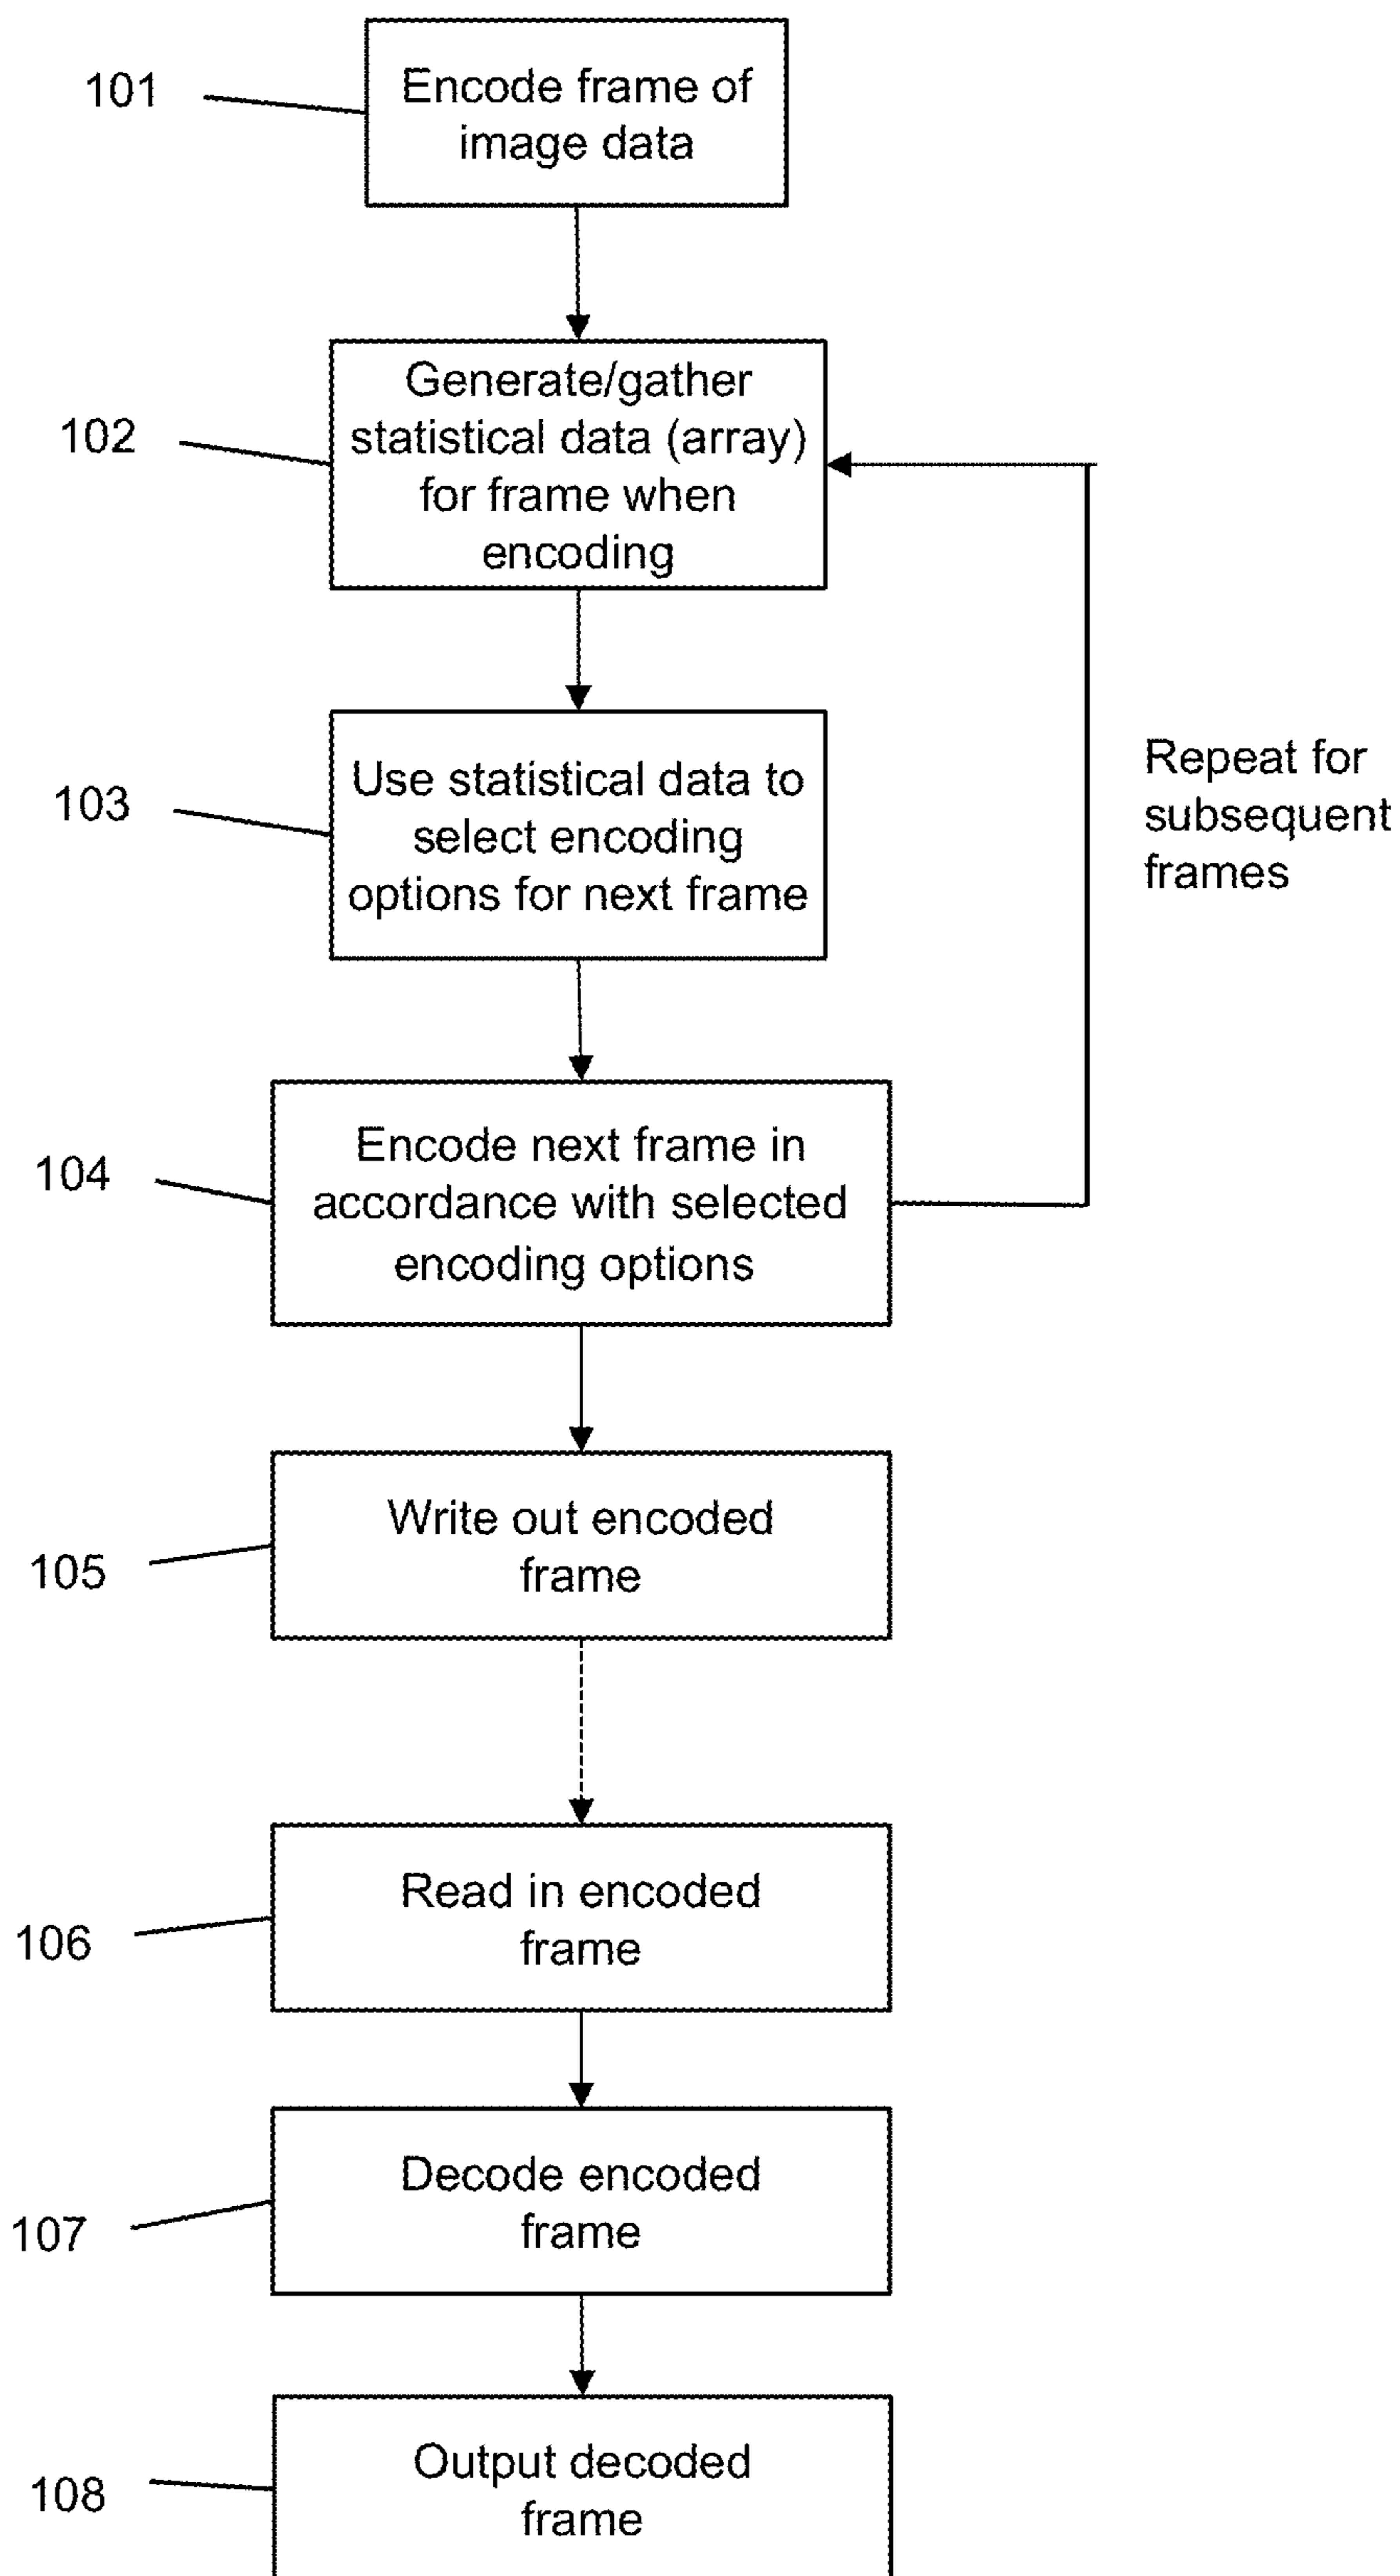 101
Encode frame of
image data
102
Generate/gather
statistical data (array)
for frame when
encoding
103
Use statistical data to
select encoding
options for next frame
Repeat for
subsequent
frames
104
Encode next frame in
accordance with selected
encoding options
105
Write out encoded
frame
106
Read in encoded
frame
107
Decode encoded
frame
108
Output decoded
frame